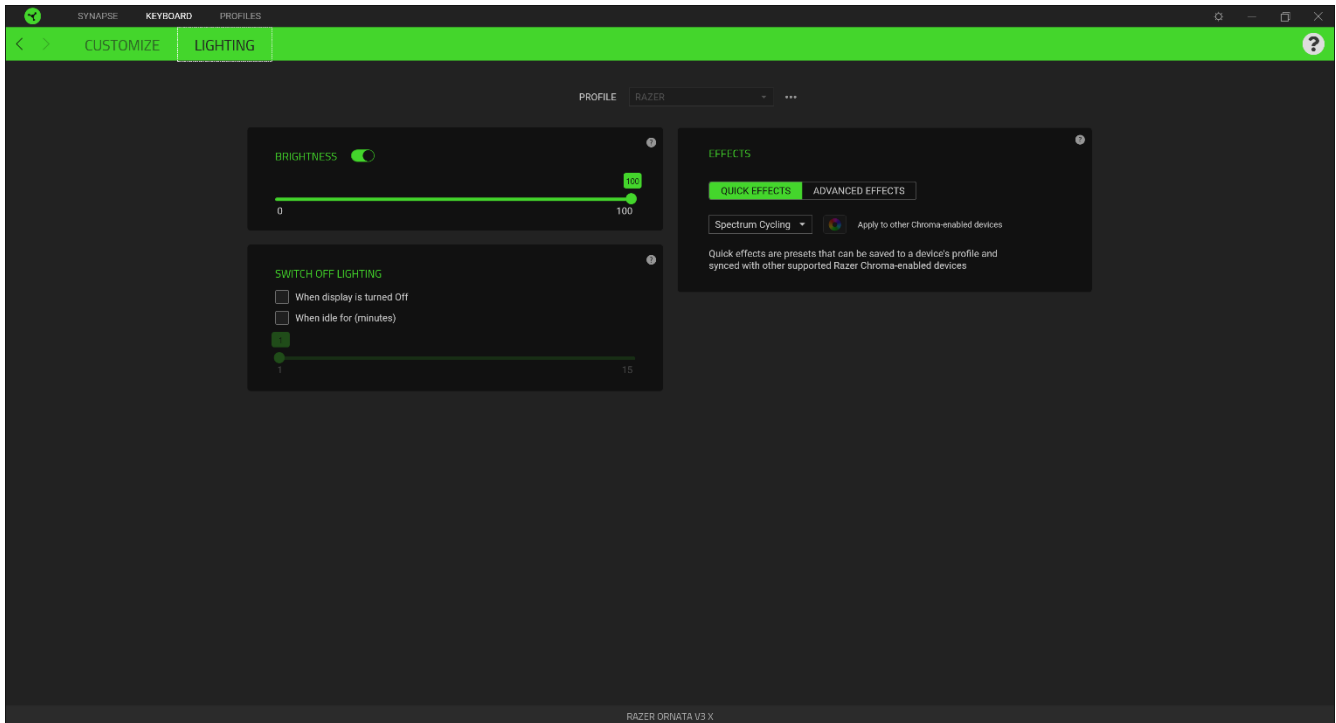 SYNAPSE KEYBOARD PROFILES
CUSTOMIZE LIGHTING
?
PROFILE RAZER
BRIGHTNESS
?
100
0 100
SWITCH OFF LIGHTING
?
When display is turned Off
When idle for (minutes)
1
1 15
EFFECTS
?
QUICK EFFECTS ADVANCED EFFECTS
Spectrum Cycling Apply to other Chroma-enabled devices
Quick effects are presets that can be saved to a device's profile and
synced with other supported Razer Chroma-enabled devices
RAZER ORNATA V3 X